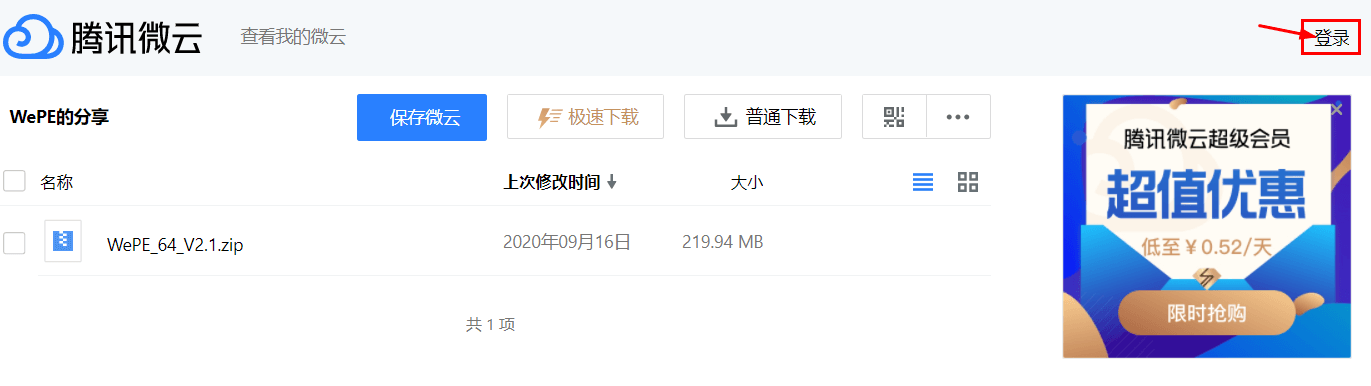 腾讯微云 查看我的微云 登录
WePE的分享 保存微云 极速下载 普通下载
名称 上次修改时间 大小
WePE_64_V2.1.zip 2020年09月16日 219.94 MB
共 1 项
腾讯微云超级会员
超值优惠
低至￥0.52/天
限时抢购